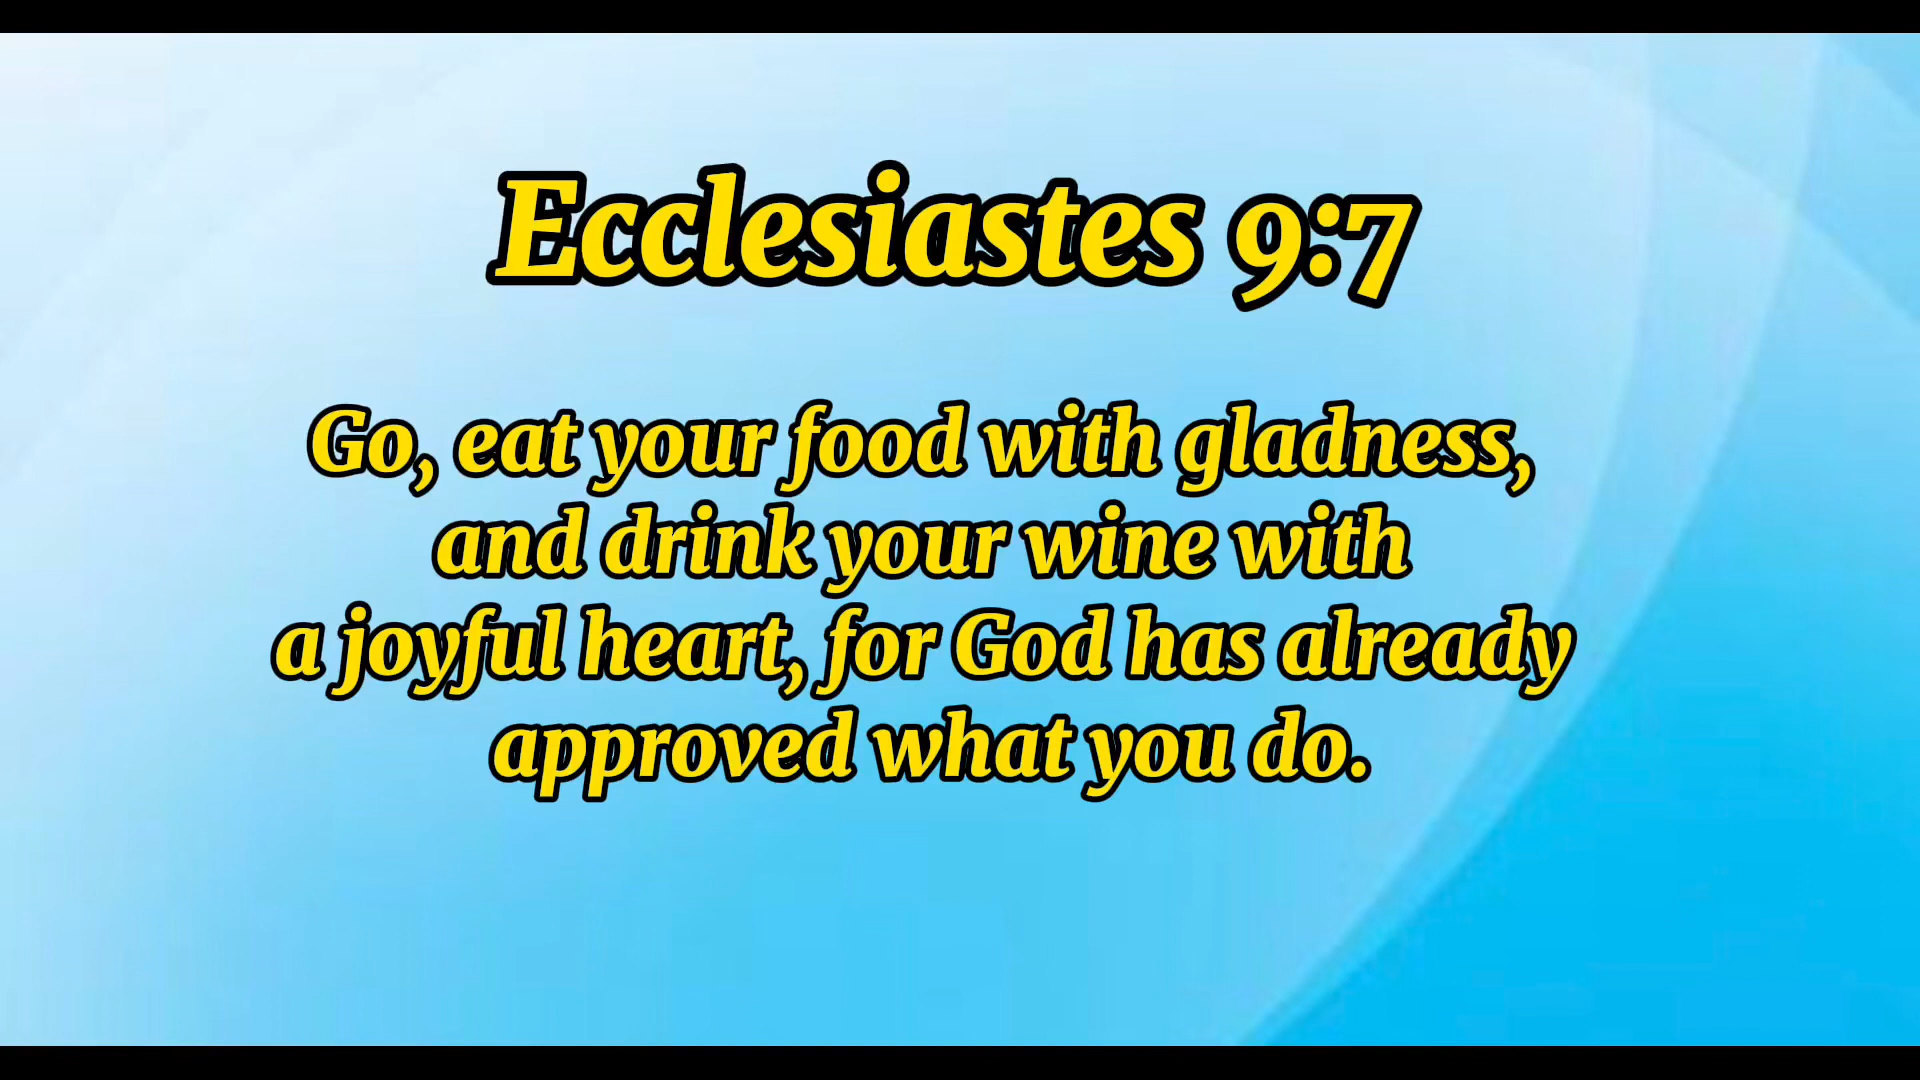 Ecclesiastes 9:7
Go, eat your food with gladness,
and drink your wine with
a joyful heart, for God has already
approved what you do.